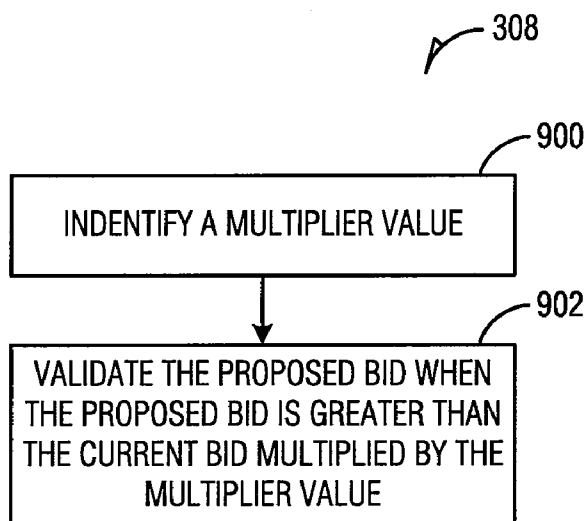 308
900
INDENTIFY A MULTIPLIER VALUE
902
VALIDATE THE PROPOSED BID WHEN
THE PROPOSED BID IS GREATER THAN
THE CURRENT BID MULTIPLIED BY THE
MULTIPLIER VALUE